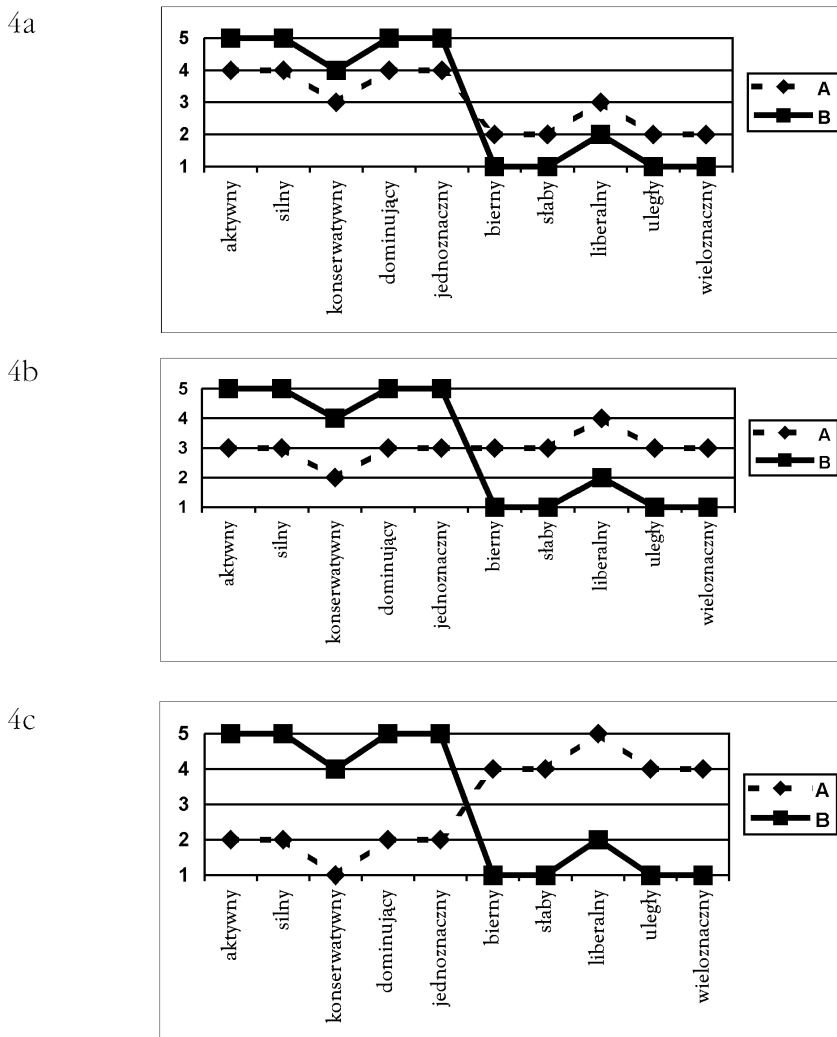 4a
5
4
3
2
1
aktywny
silny
konserwatywny
dominujący
jednoznaczny
bierny
słaby
liberalny
uległy
wieloznaczny
A
B
4b
5
4
3
2
1
aktywny
silny
konserwatywny
dominujący
jednoznaczny
bierny
słaby
liberalny
uległy
wieloznaczny
A
B
4c
5
4
3
2
1
aktywny
silny
konserwatywny
dominujący
jednoznaczny
bierny
słaby
liberalny
uległy
wieloznaczny
A
B